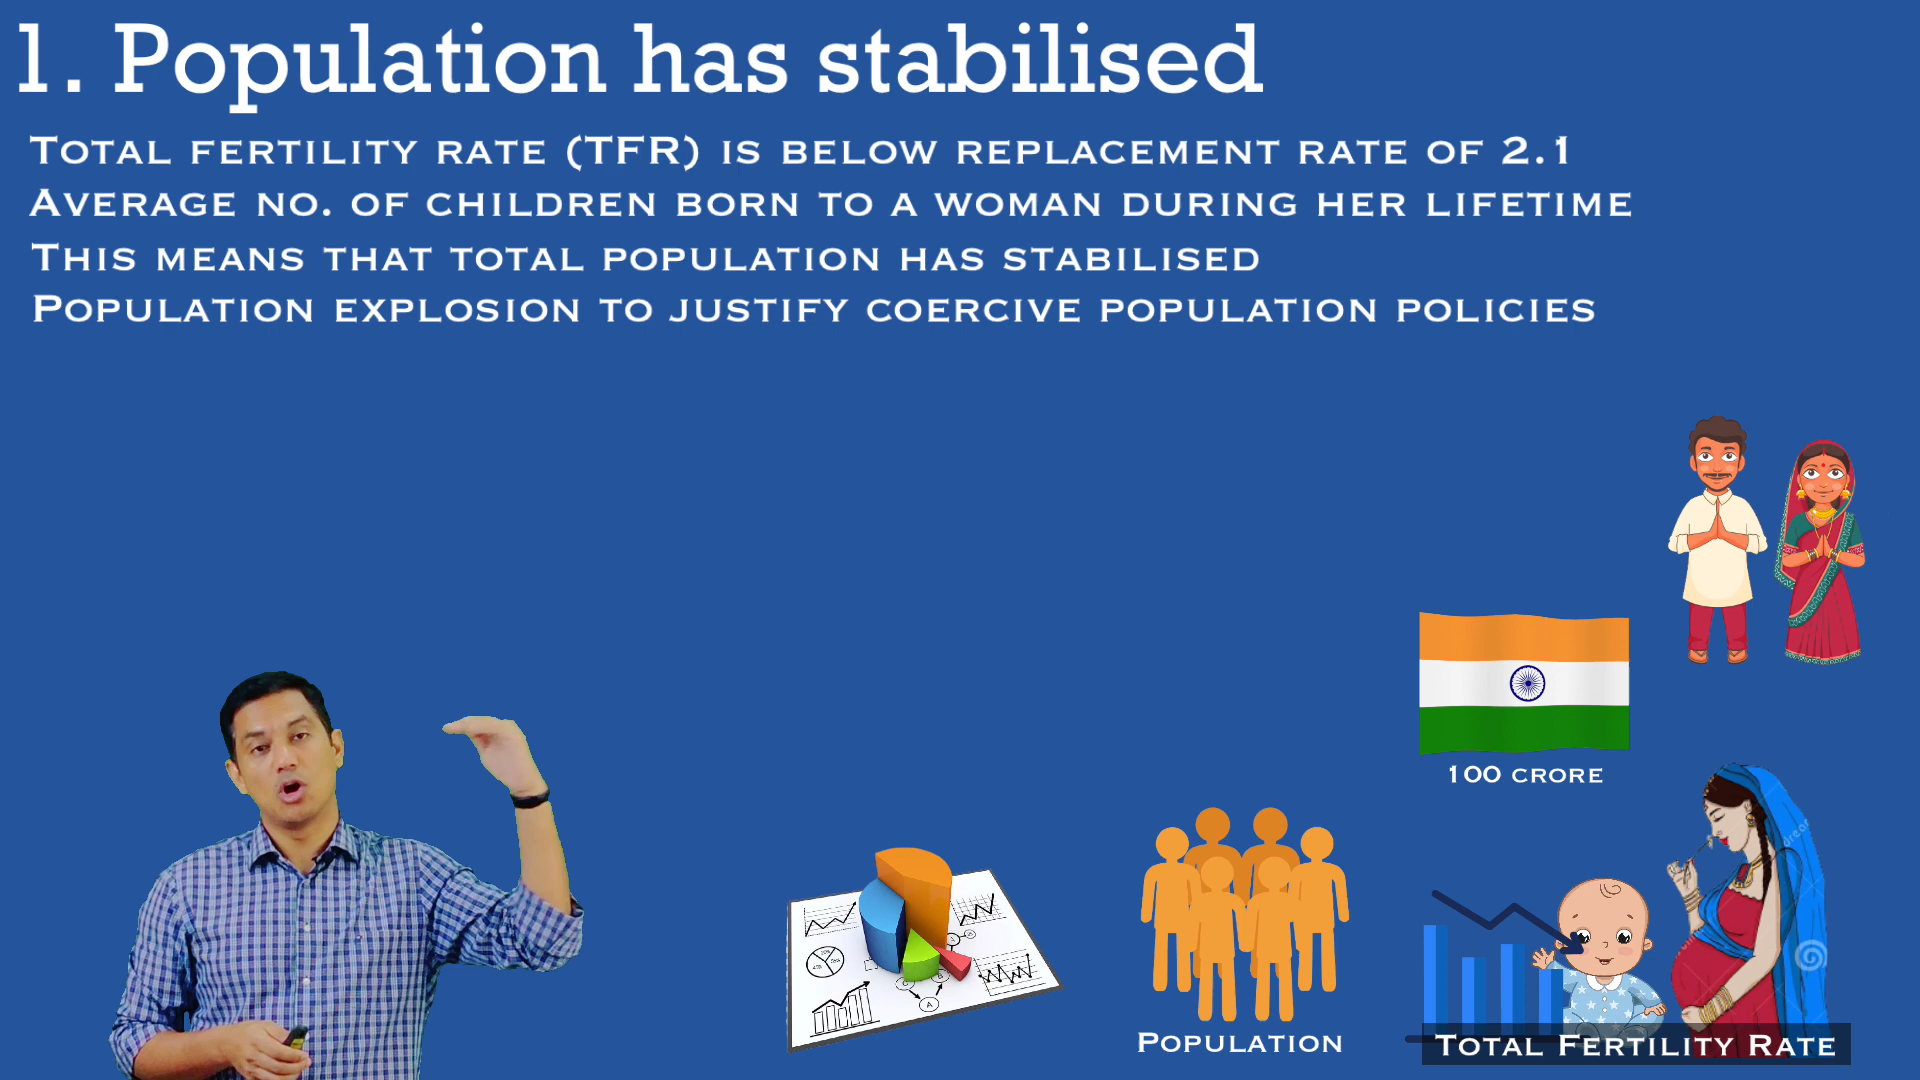 1. Population has stabilised
Total fertility rate (TFR) is below replacement rate of 2.1
Average no. of children born to a woman during her lifetime
This means that total population has stabilised
Population explosion to justify coercive population policies
100 crore
Population
Total Fertility Rate